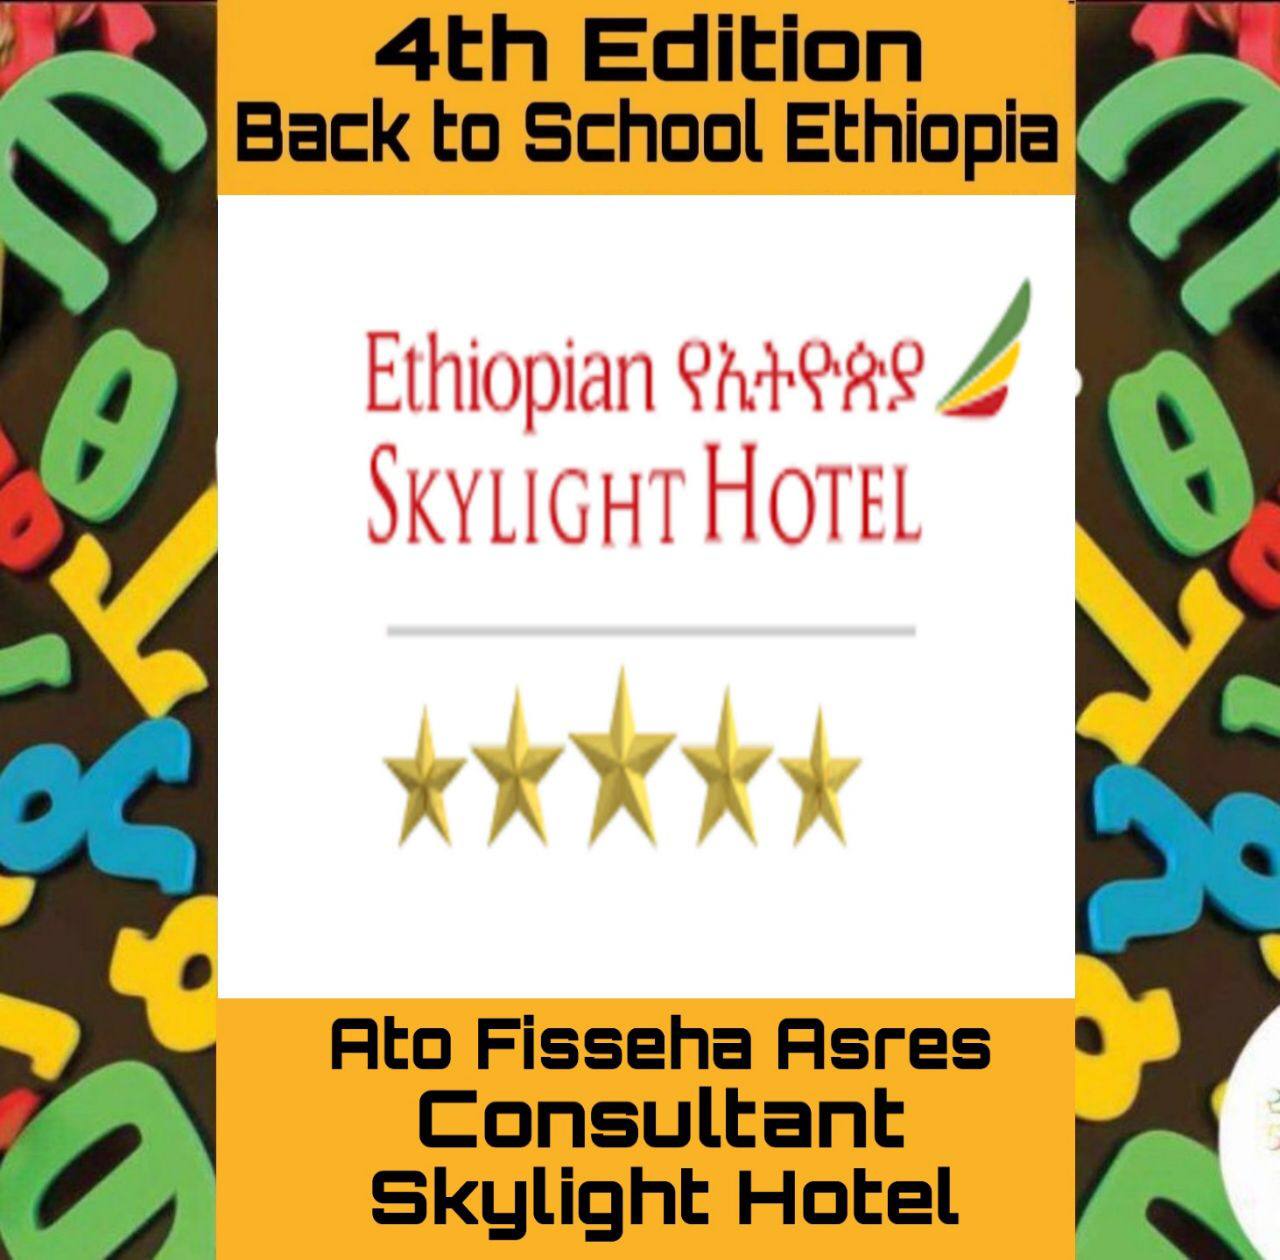 4th Edition
Back to School Ethiopia
Ethiopian የኢትዮጵያ
SKYLIGHT HOTEL
Ato Fisseha Asres
Consultant
Skylight Hotel